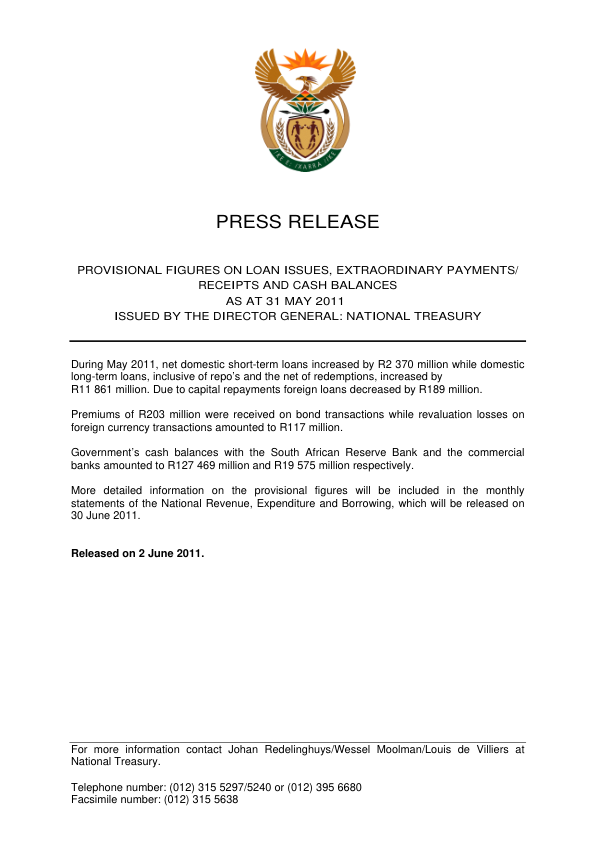 !KE E: /XARRA //KE
PRESS RELEASE
PROVISIONAL FIGURES ON LOAN ISSUES, EXTRAORDINARY PAYMENTS/
RECEIPTS AND CASH BALANCES
AS AT 31 MAY 2011
ISSUED BY THE DIRECTOR GENERAL: NATIONAL TREASURY
During May 2011, net domestic short-term loans increased by R2 370 million while domestic
long-term loans, inclusive of repo's and the net of redemptions, increased by
R11 861 million. Due to capital repayments foreign loans decreased by R189 million.
Premiums of R203 million were received on bond transactions while revaluation losses on
foreign currency transactions amounted to R117 million.
Government's cash balances with the South African Reserve Bank and the commercial
banks amounted to R127 469 million and R19 575 million respectively.
More detailed information on the provisional figures will be included in the monthly
statements of the National Revenue, Expenditure and Borrowing, which will be released on
30 June 2011.
Released on 2 June 2011.
For more information contact Johan Redelinghuys/Wessel Moolman/Louis de Villiers at
National Treasury.
Telephone number: (012) 315 5297/5240 or (012) 395 6680
Facsimile number: (012) 315 5638